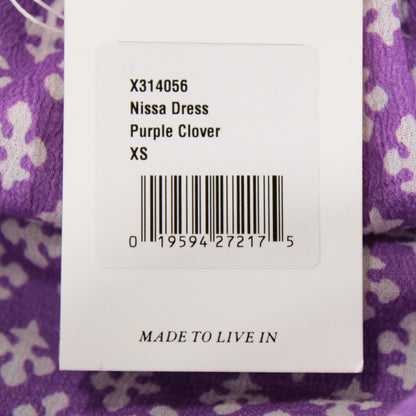 X314056
Nissa Dress
Purple Clover
XS
0 19594 27217 5
MADE TO LIVE IN